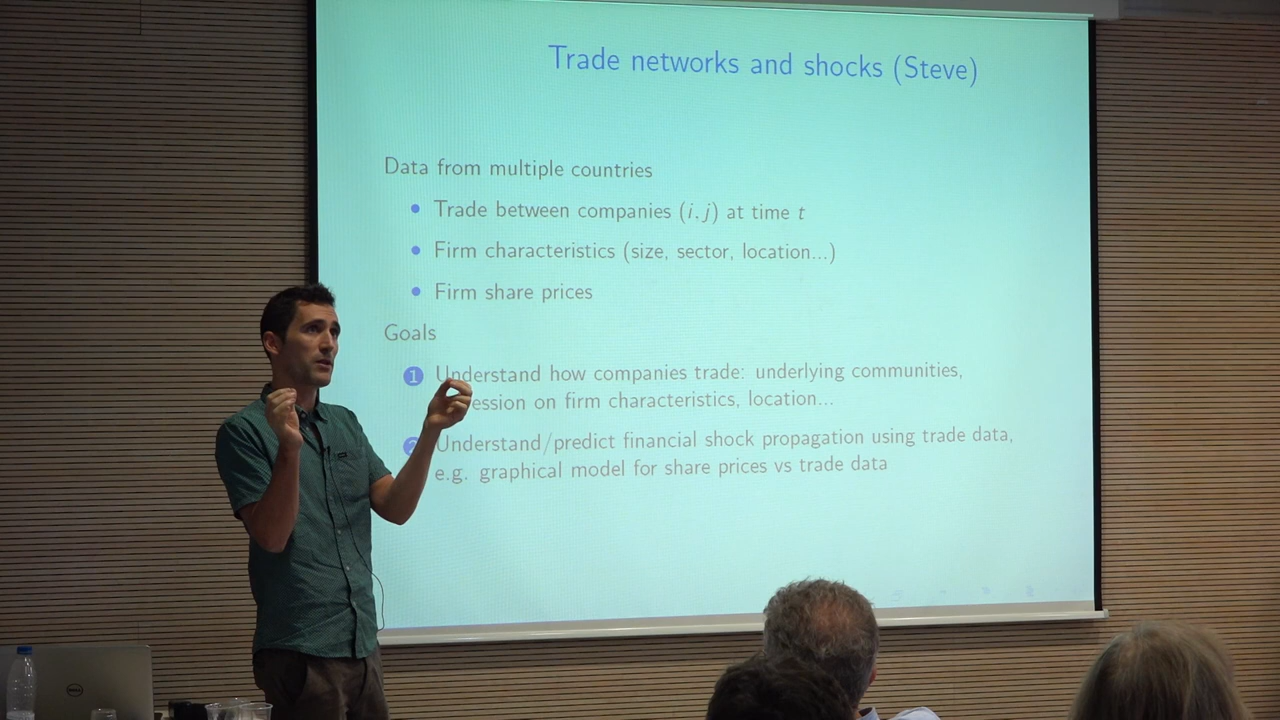 Trade networks and shocks (Steve)
Data from multiple countries
• Trade between companies (i,j) at time t
• Firm characteristics (size, sector, location...)
• Firm share prices
Goals
1 Understand how companies trade: underlying communities,
ession on firm characteristics, location...
2 Understand/predict financial shock propagation using trade data,
e.g. graphical model for share prices vs trade data
DELL